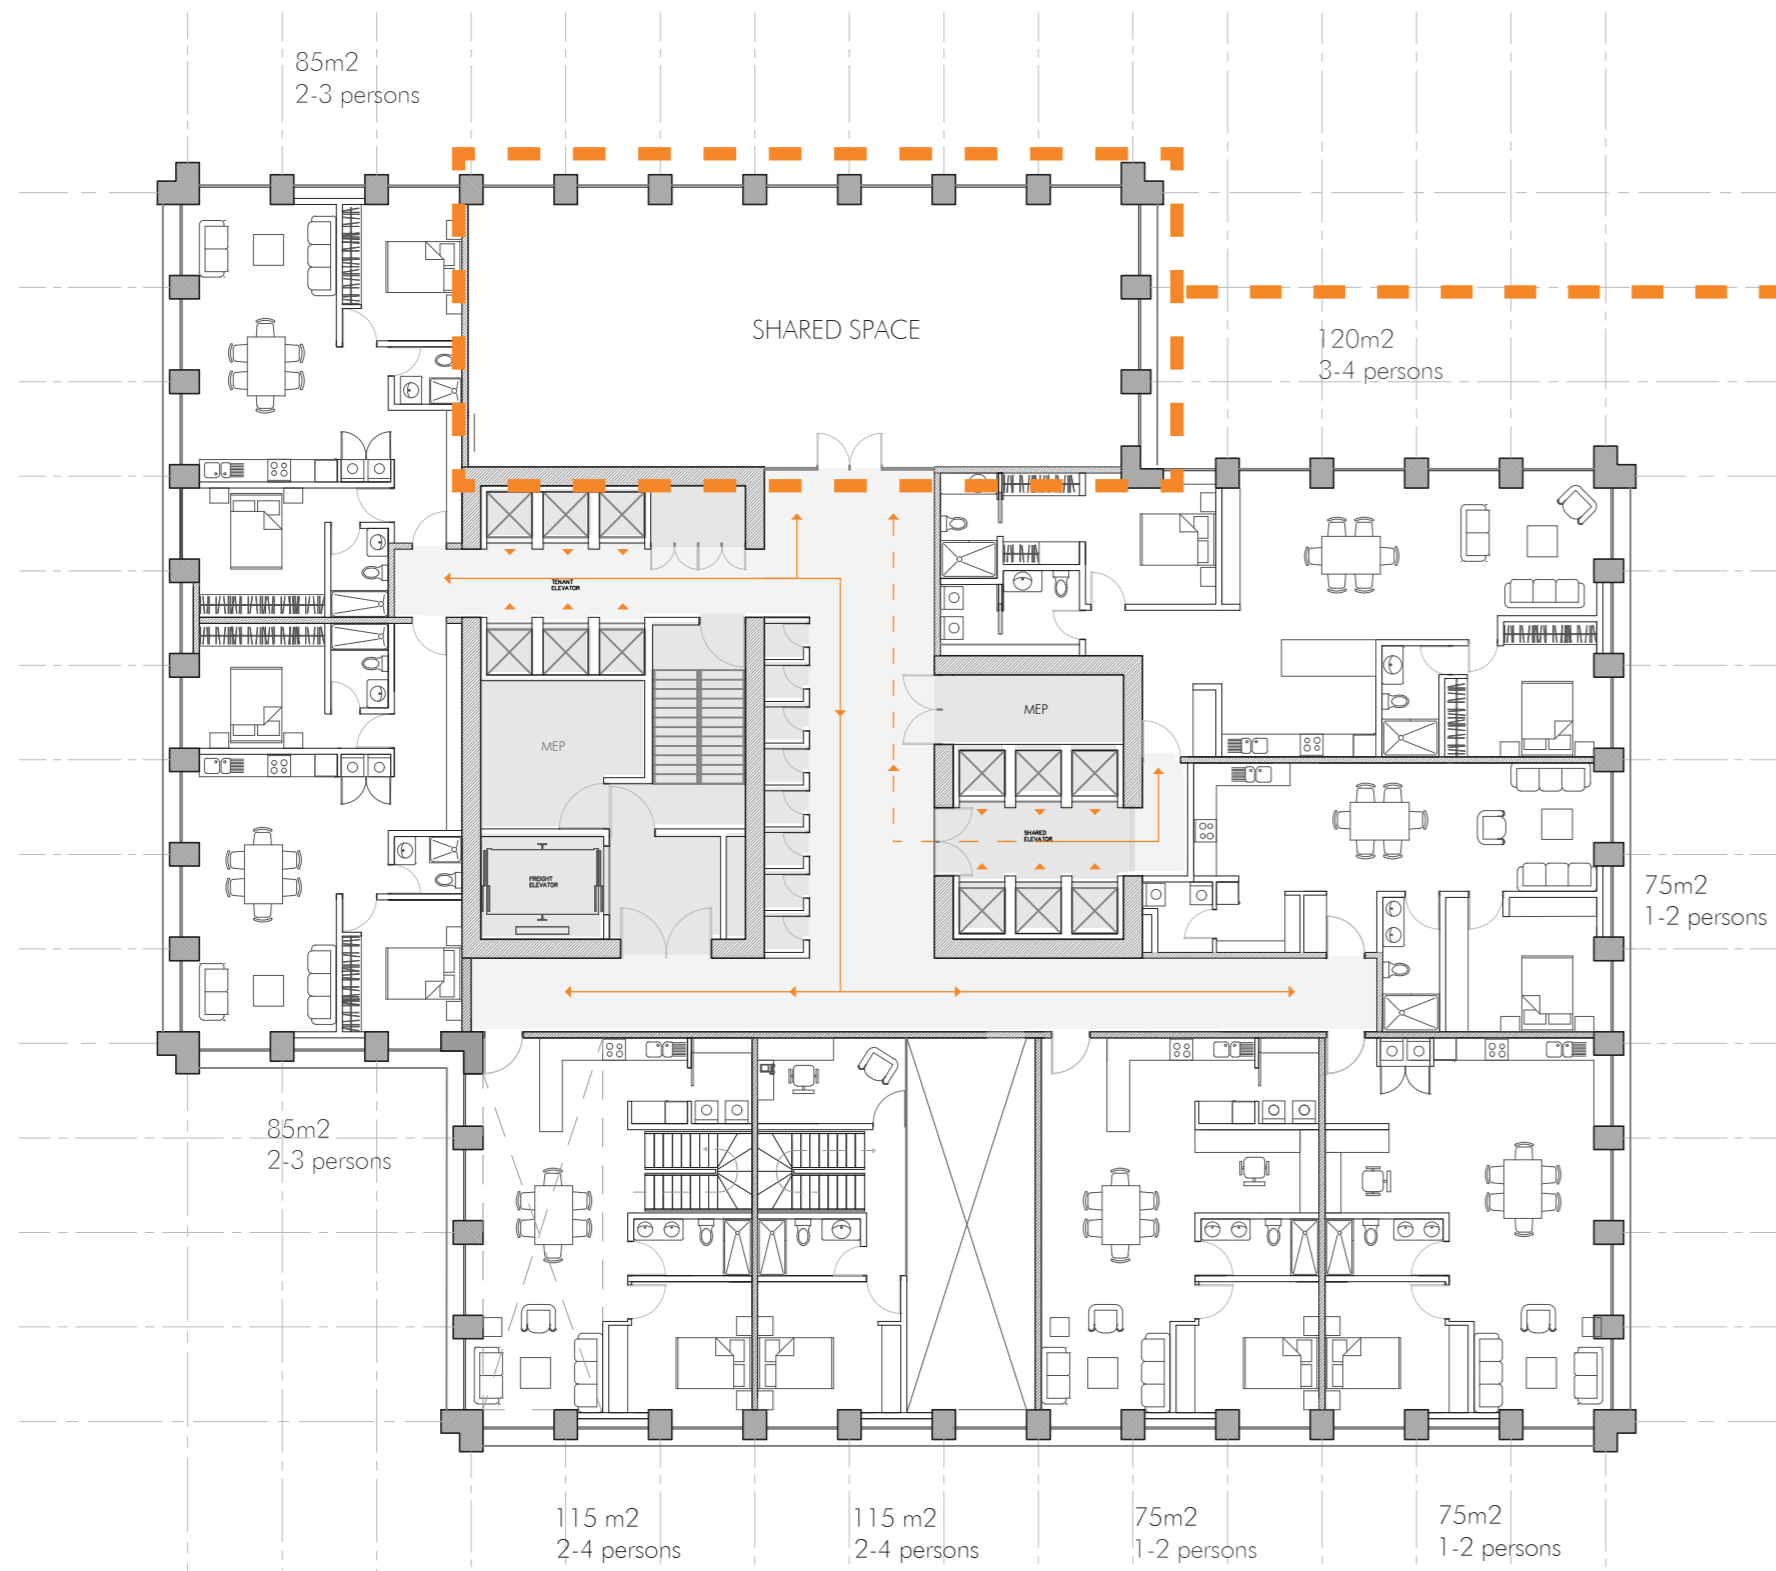 85m2
2-3 persons
SHARED SPACE
120m2
3-4 persons
TENANT
ELEVATOR
MEP
MEP
SHARED
ELEVATOR
FREIGHT
ELEVATOR
75m2
1-2 persons
85m2
2-3 persons
115 m2
2-4 persons
115 m2
2-4 persons
75m2
1-2 persons
75m2
1-2 persons